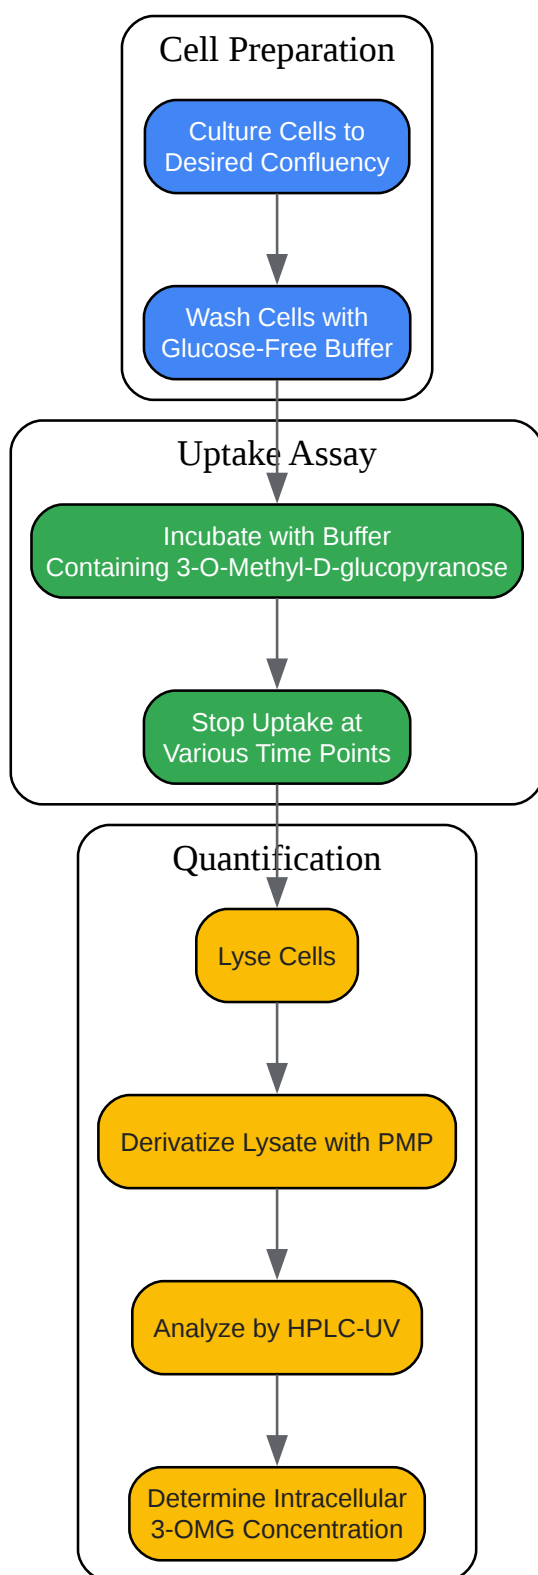 Cell Preparation
Culture Cells to
Desired Confluency
Wash Cells with
Glucose-Free Buffer
Uptake Assay
Incubate with Buffer
Containing 3-O-Methyl-D-glucopyranose
Stop Uptake at
Various Time Points
Quantification
Lyse Cells
Derivatize Lysate with PMP
Analyze by HPLC-UV
Determine Intracellular
3-OMG Concentration